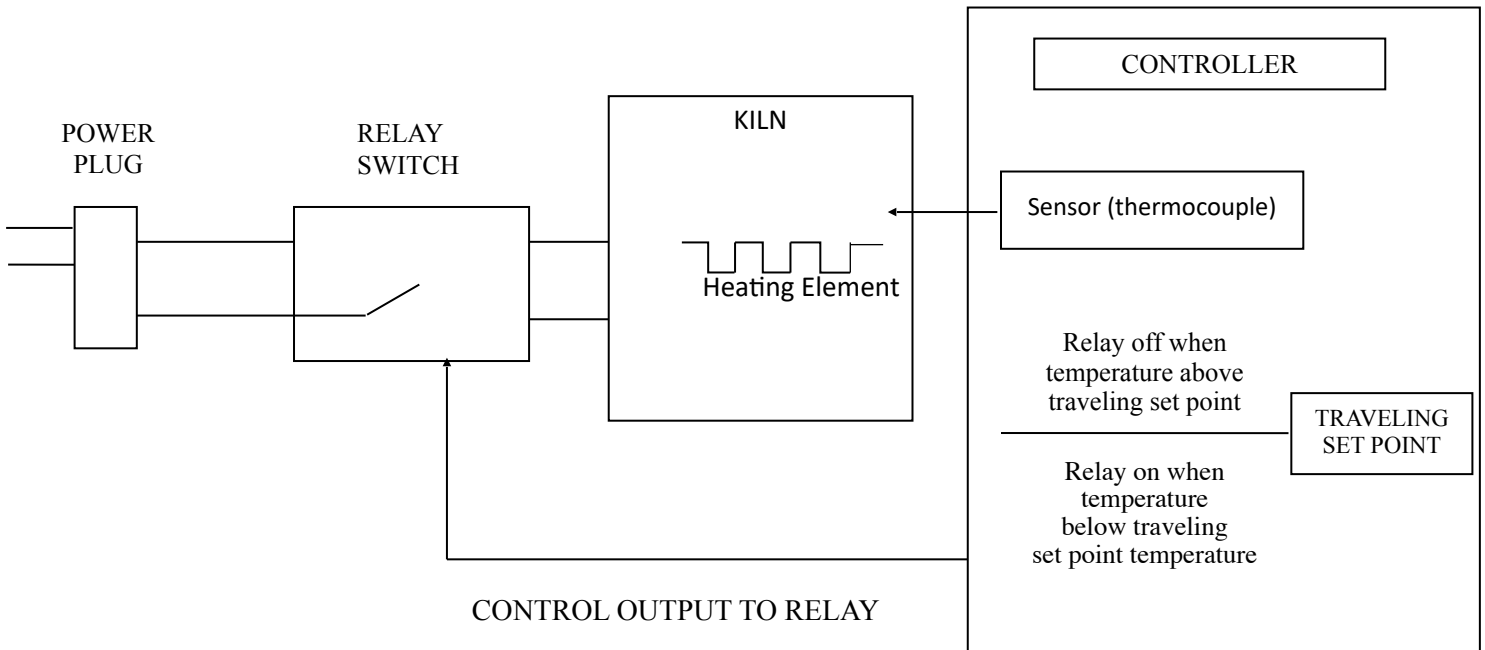 POWER
PLUG
RELAY
SWITCH
KILN
Heating Element
CONTROLLER
Sensor (thermocouple)
Relay off when
temperature above
traveling set point
TRAVELING
SET POINT
Relay on when
temperature
below traveling
set point temperature
CONTROL OUTPUT TO RELAY